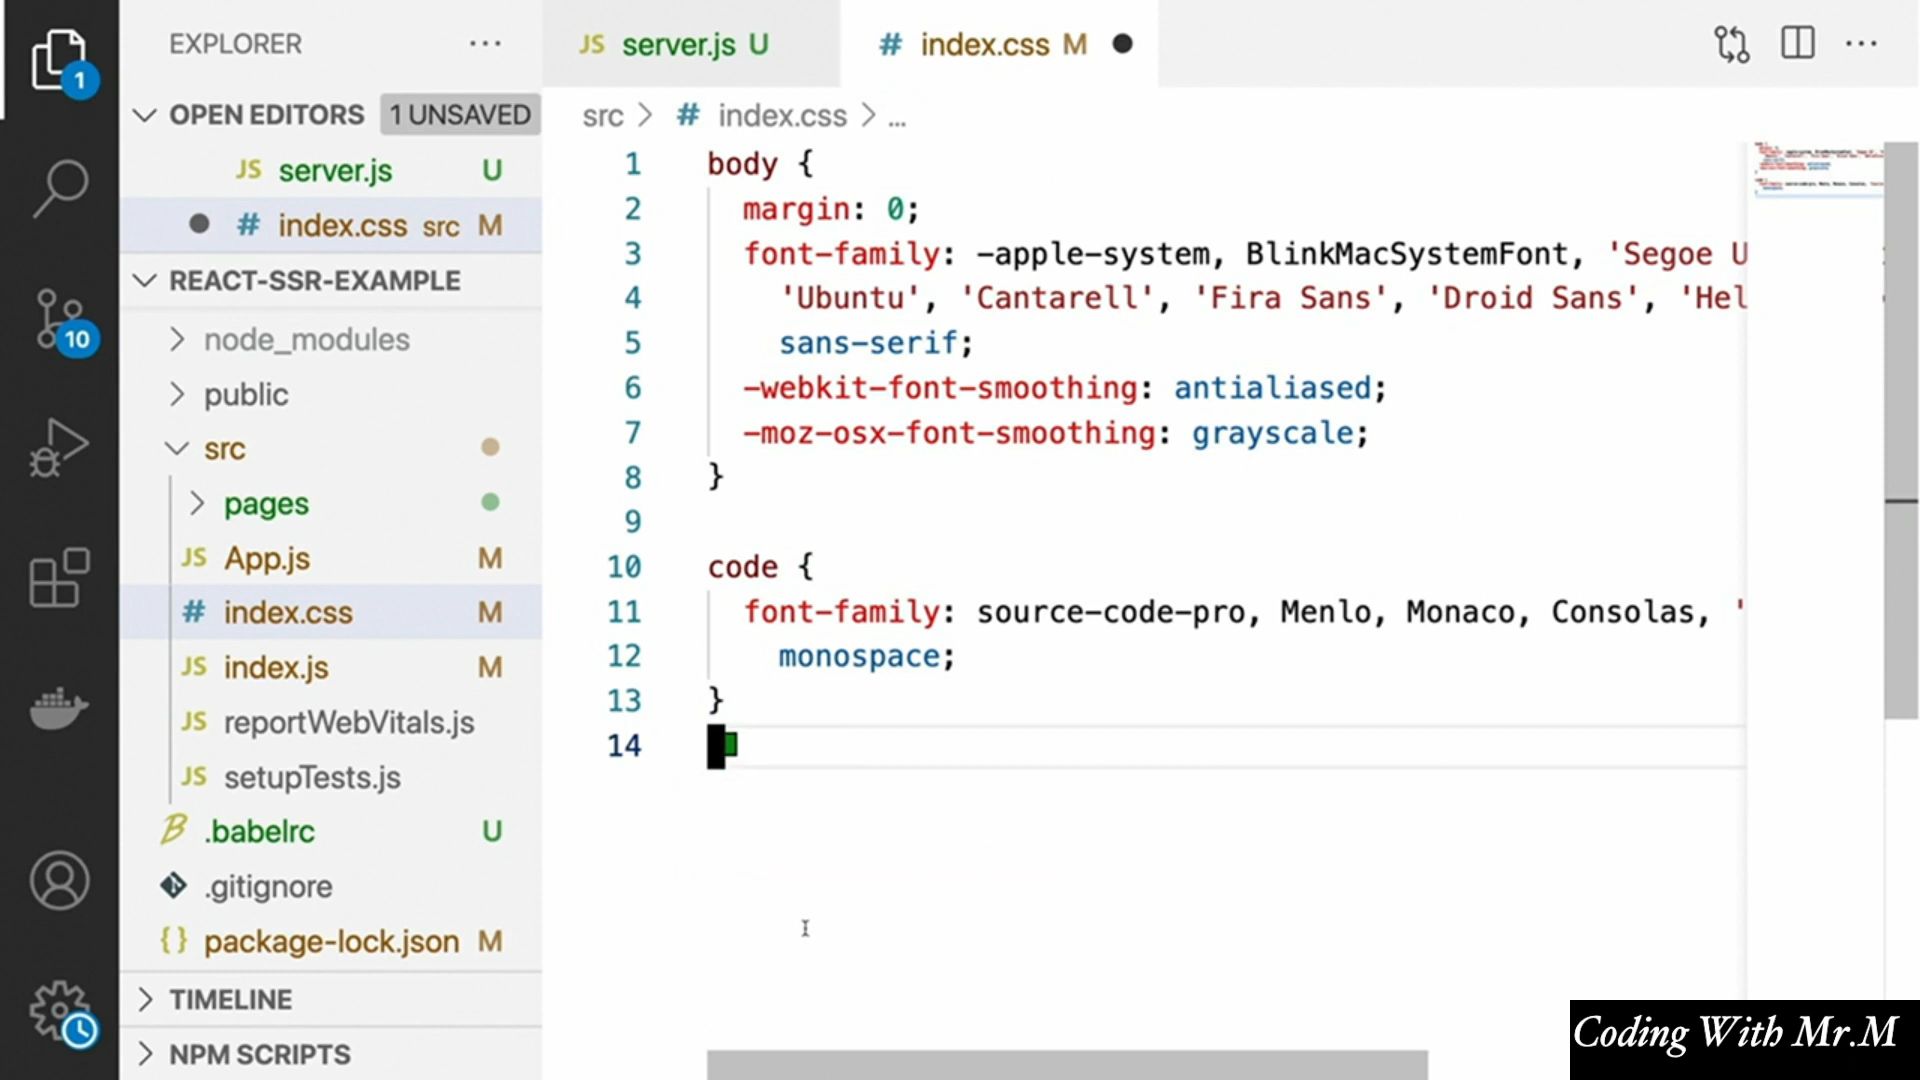 EXPLORER
1
OPEN EDITORS 1 UNSAVED
JS server.js U
# index.css src M
REACT-SSR-EXAMPLE
node_modules
public
10
src
pages
JS App.js M
# index.css M
JS index.js M
JS reportWebVitals.js
JS setupTests.js
.babelrc U
.gitignore
{} package-lock.json M
TIMELINE
NPM SCRIPTS
JS server.js U
# index.css M
src > # index.css > ...
1 body {
2 margin: 0;
3 font-family: -apple-system, BlinkMacSystemFont, 'Segoe U
4 'Ubuntu', 'Cantarell', 'Fira Sans', 'Droid Sans', 'Hel
5 sans-serif;
6 -webkit-font-smoothing: antialiased;
7 -moz-osx-font-smoothing: grayscale;
8 }
9
10 code {
11 font-family: source-code-pro, Menlo, Monaco, Consolas, '
12 monospace;
13 }
14
Coding With Mr.M